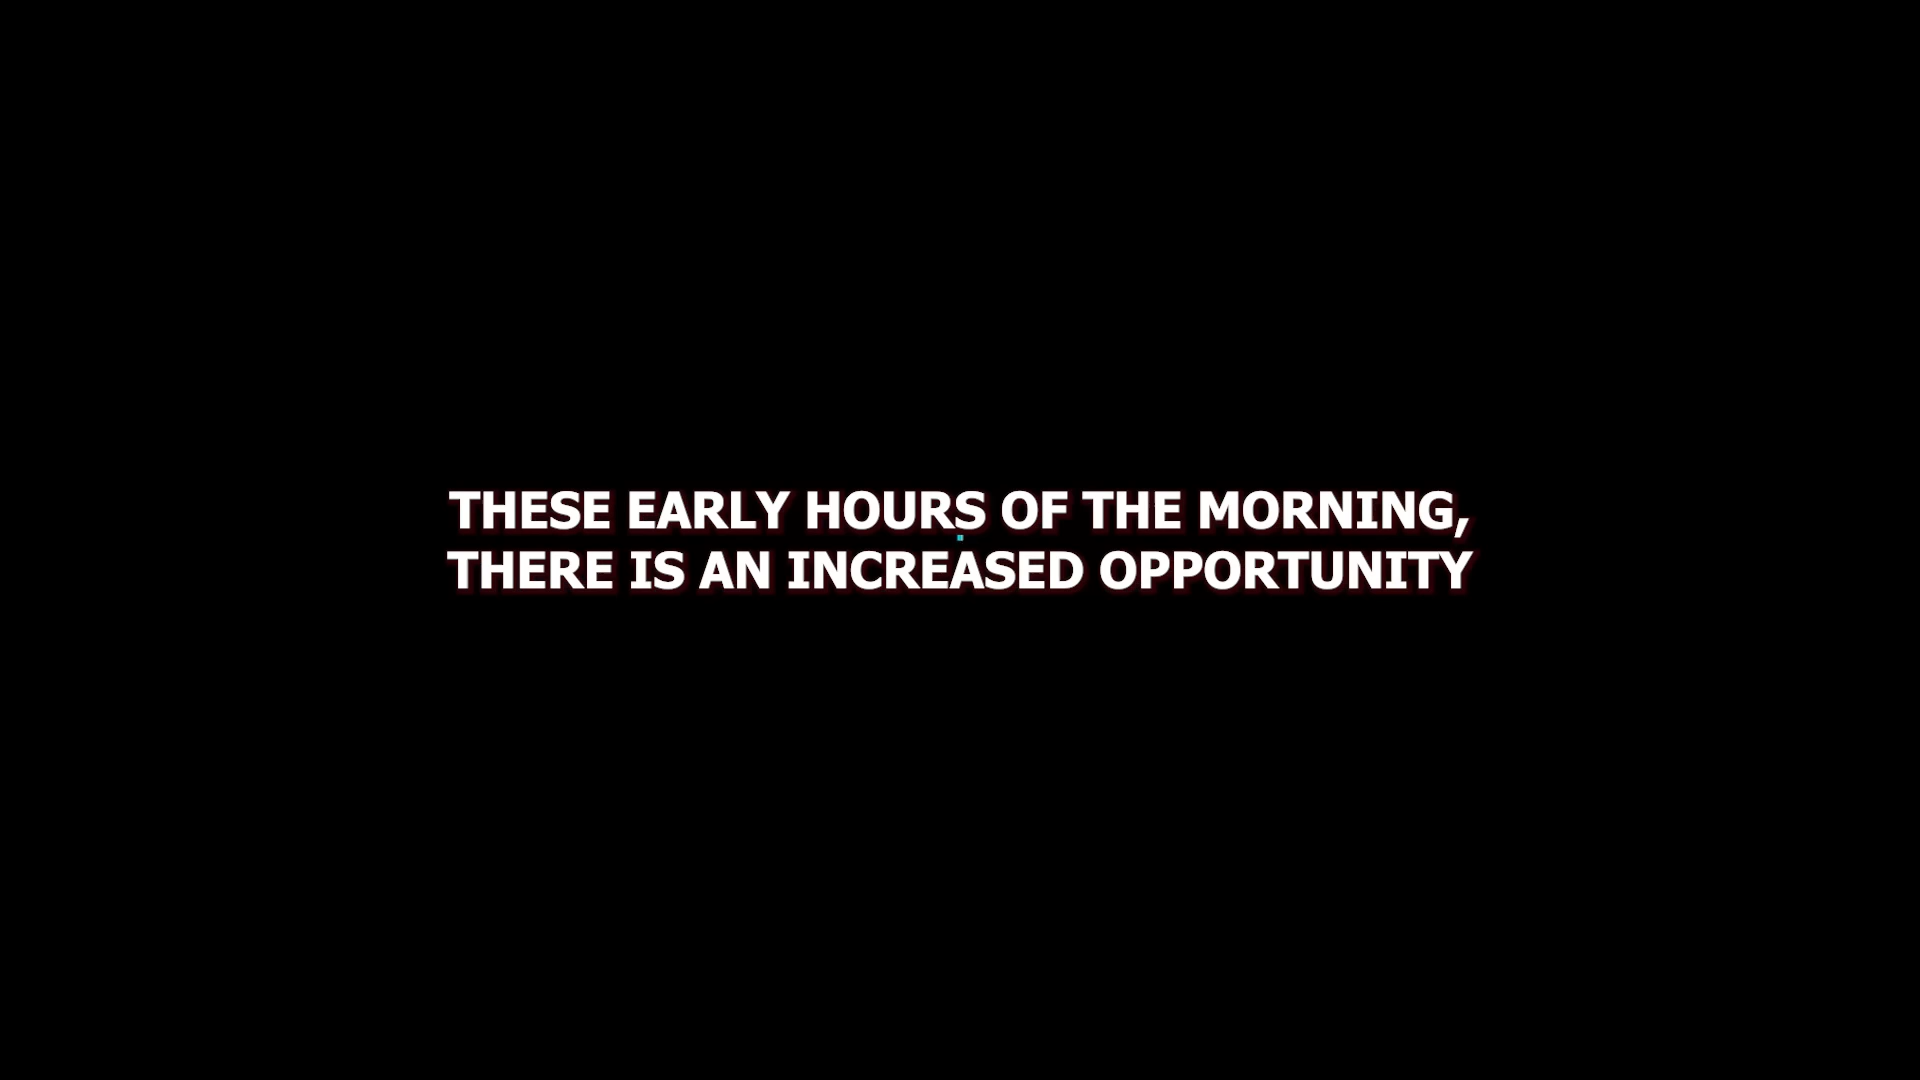 THESE EARLY HOURS OF THE MORNING,
THERE IS AN INCREASED OPPORTUNITY